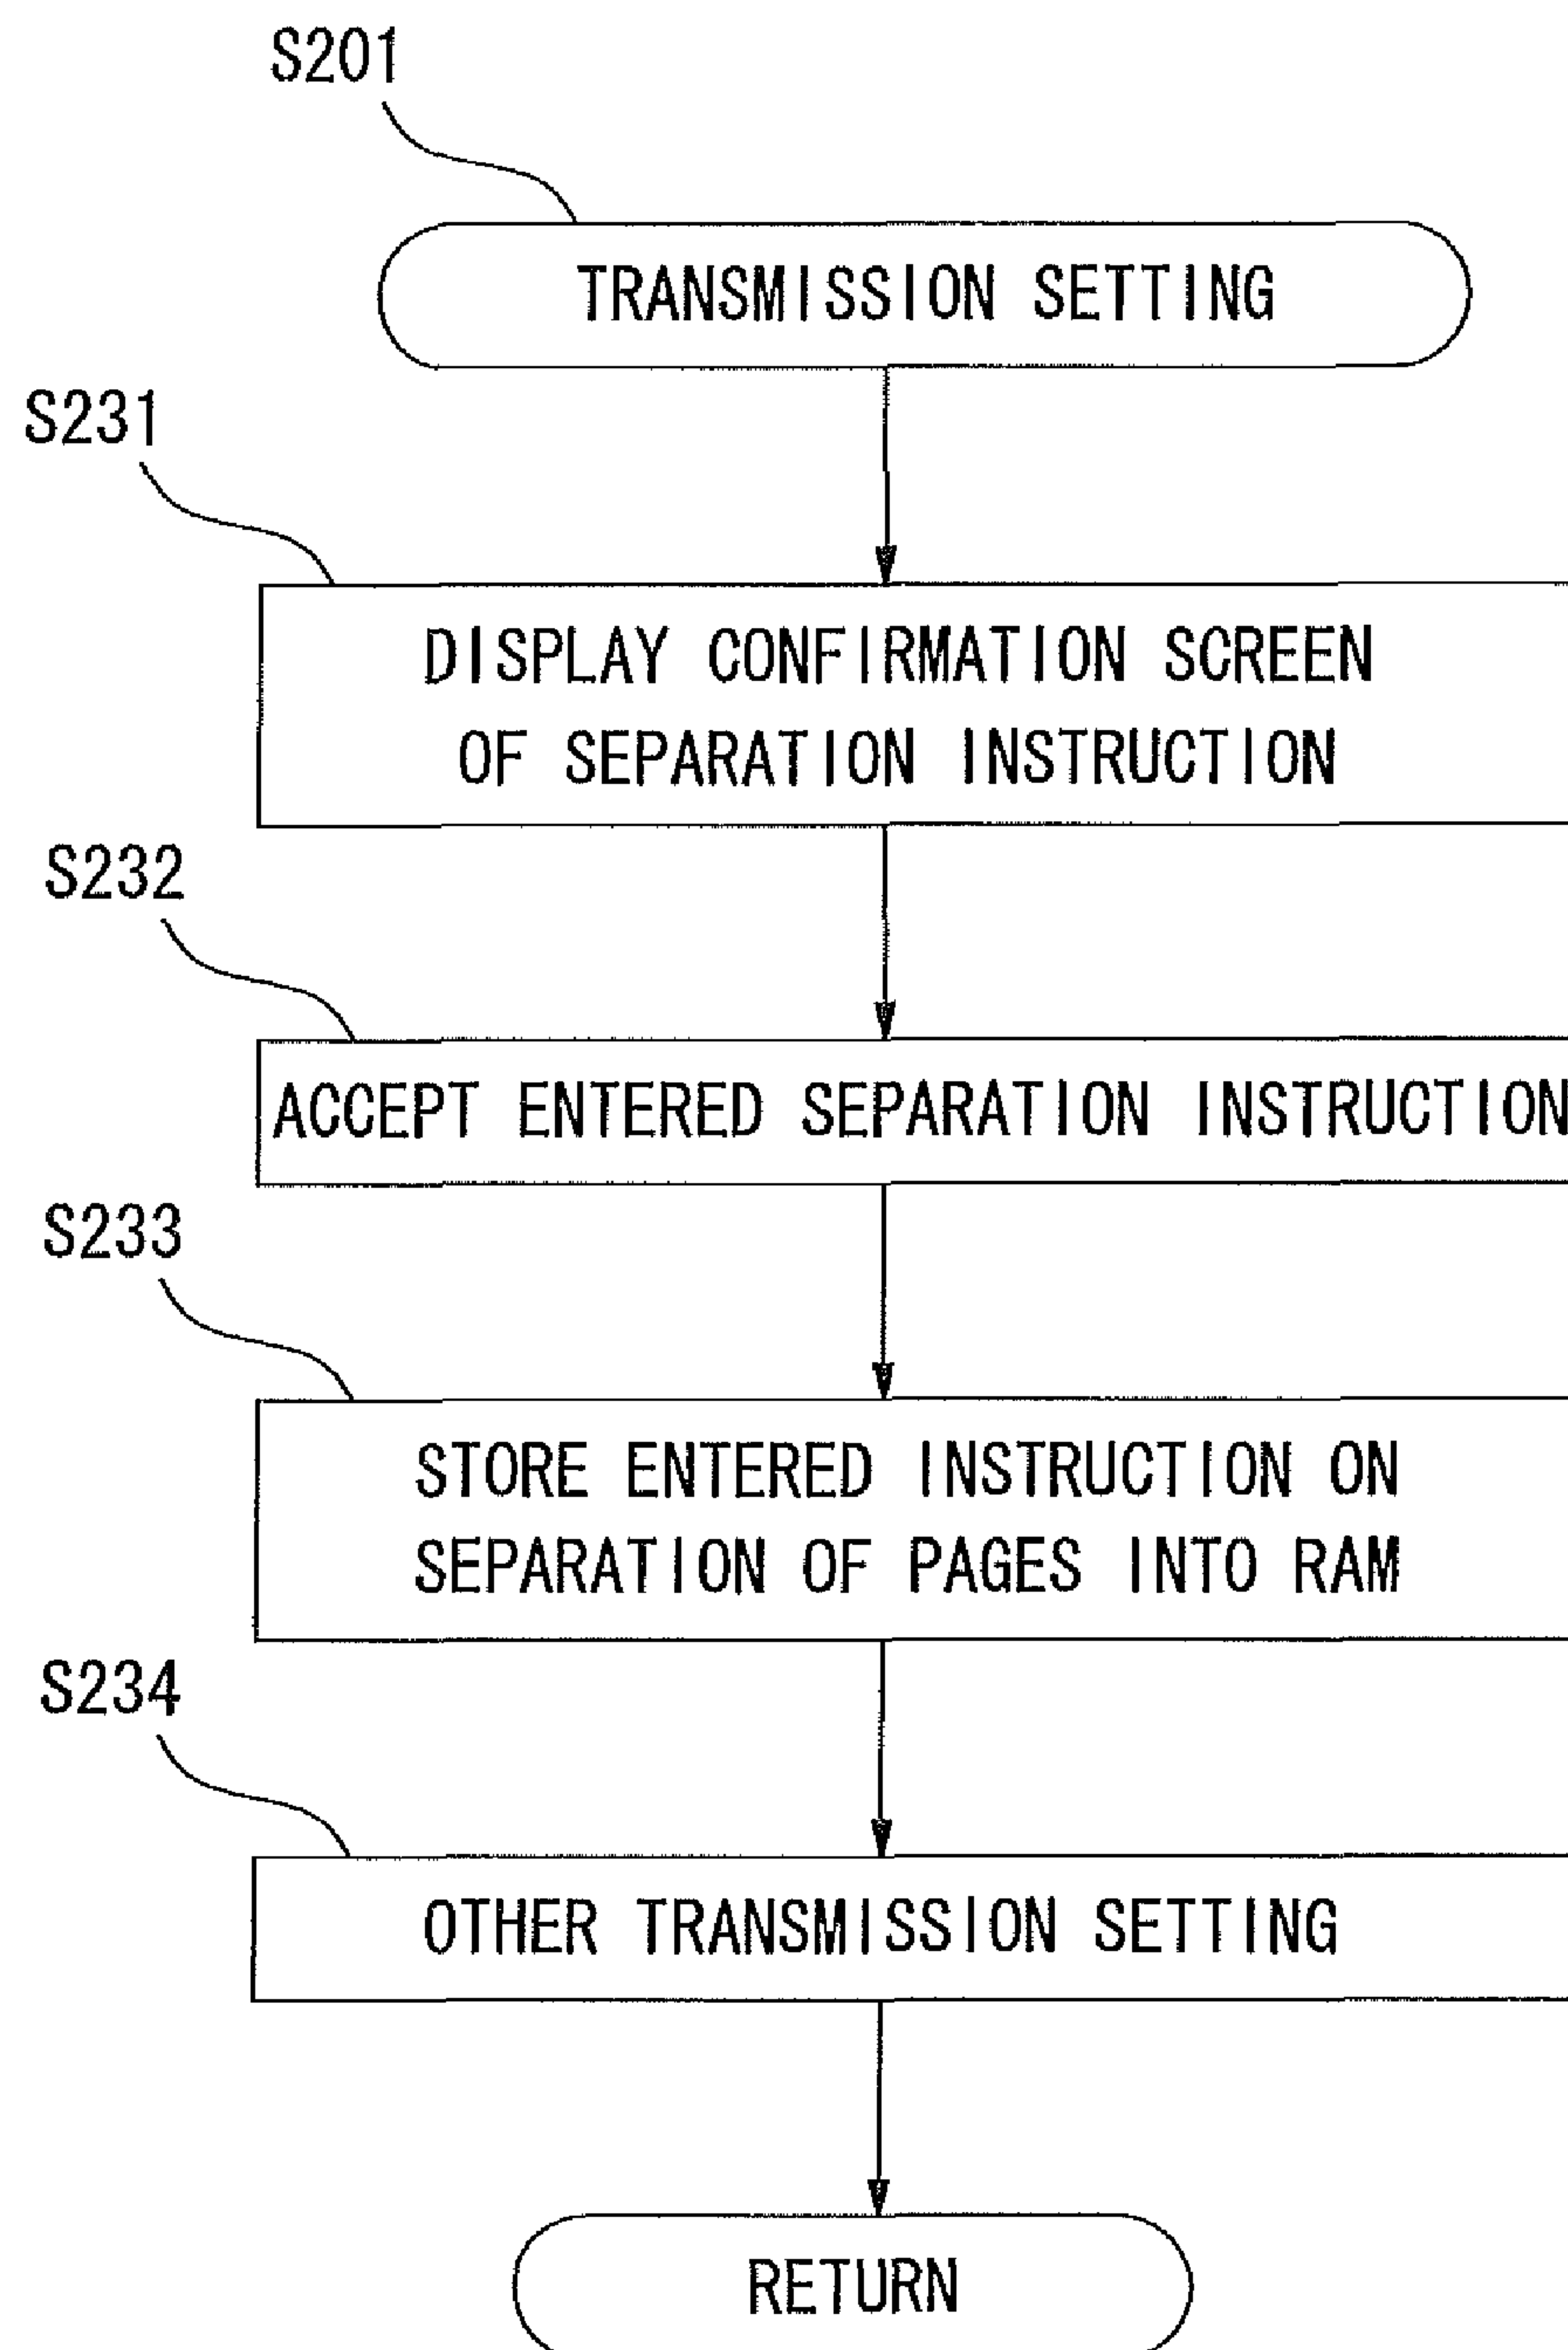 S201
TRANSMISSION SETTING
S231
DISPLAY CONFIRMATION SCREEN
OF SEPARATION INSTRUCTION
S232
ACCEPT ENTERED SEPARATION INSTRUCTION
S233
STORE ENTERED INSTRUCTION ON
SEPARATION OF PAGES INTO RAM
S234
OTHER TRANSMISSION SETTING
RETURN